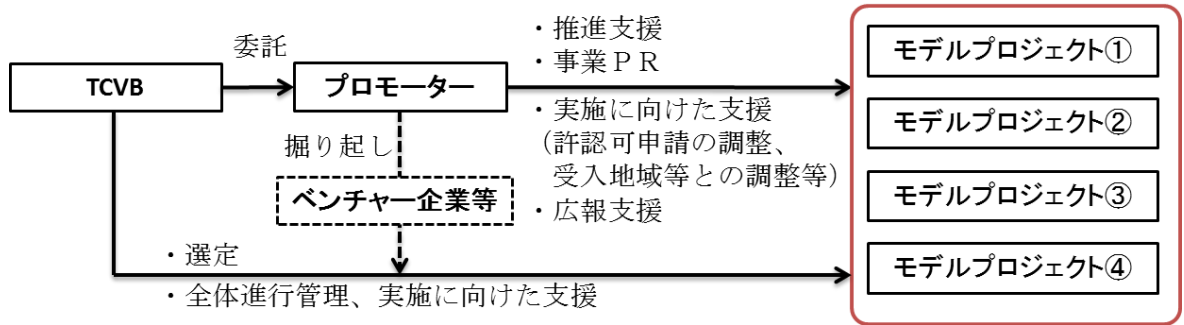 委託
TCVB
プロモーター
・推進支援
・事業ＰＲ
・実施に向けた支援
（許認可申請の調整、
受入地域等との調整等）
・広報支援
掘り起し
ベンチャー企業等
・選定
・全体進行管理、実施に向けた支援
モデルプロジェクト①
モデルプロジェクト②
モデルプロジェクト③
モデルプロジェクト④